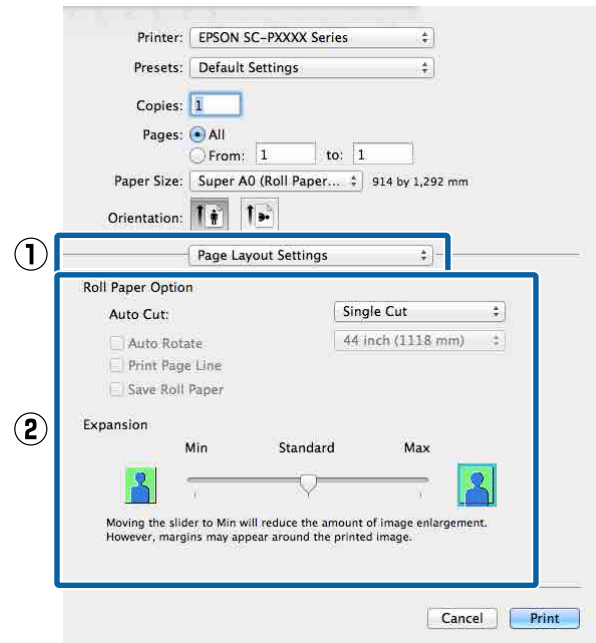 Printer: EPSON SC-PXXXX Series
Presets: Default Settings
Copies: 1
Pages: All
From: 1 to: 1
Paper Size: Super A0 (Roll Paper... 914 by 1,292 mm
Orientation:
① Page Layout Settings
Roll Paper Option
Auto Cut: Single Cut
Auto Rotate 44 inch (1118 mm)
Print Page Line
Save Roll Paper
②
Expansion
Min Standard Max
Moving the slider to Min will reduce the amount of image enlargement.
However, margins may appear around the printed image.
Cancel Print